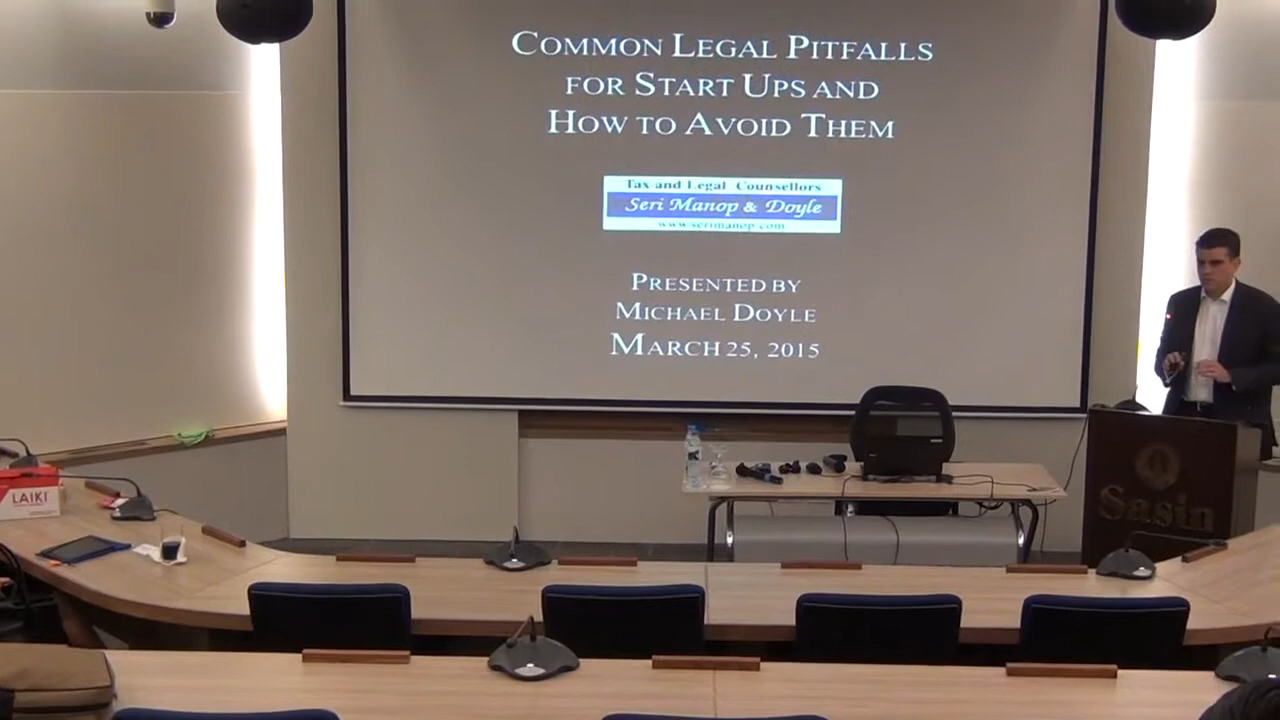 COMMON LEGAL PITFALLS
FOR START UPS AND
HOW TO AVOID THEM
Tax and Legal Counsellors
Seri Manop & Doyle
www.serimanop.com
PRESENTED BY
MICHAEL DOYLE
MARCH 25, 2015
LAIKI
Sasin